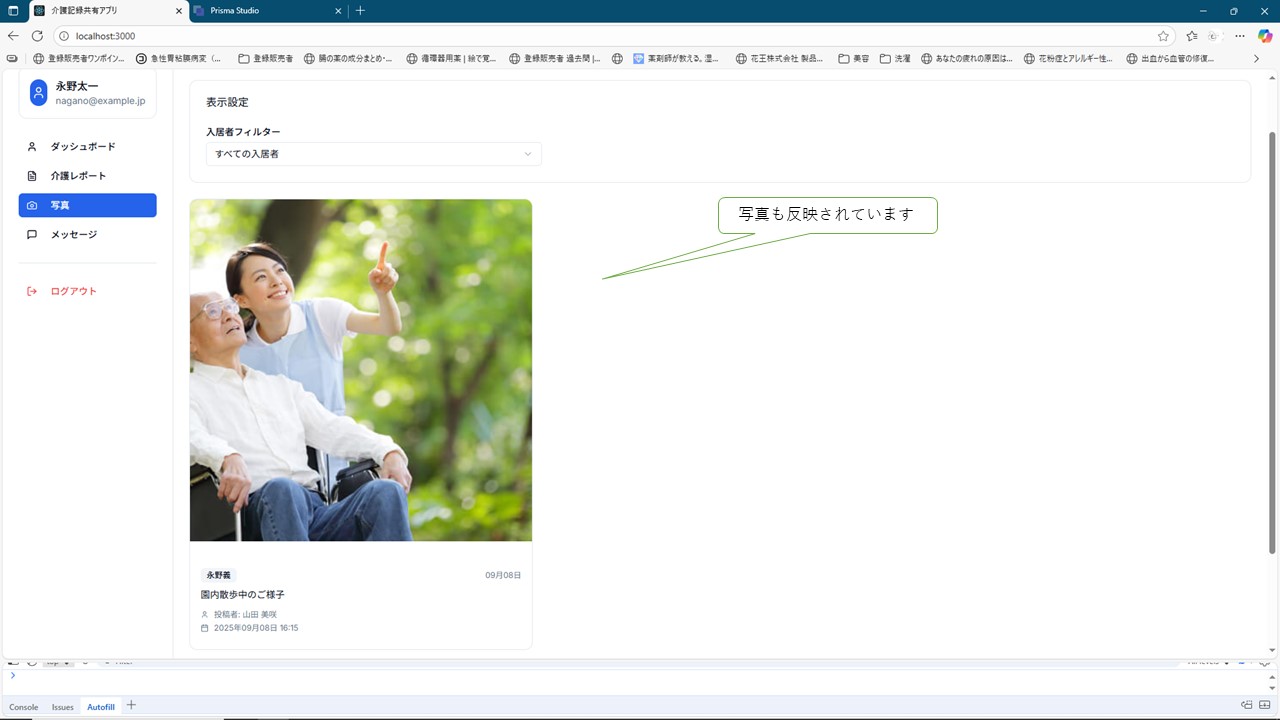 介護記録共有アプリ
Prisma Studio
localhost:3000
登録販売者ワンポイン...
急性胃粘膜病変（...
登録販売者
腸の薬の成分まとめ-...
循環器用薬 | 絵で覚...
登録販売者 過去問 |...
薬剤師が教える。湿...
花王株式会社 製品...
美容
洗濯
あなたの疲れの原因は...
花粉症とアレルギー性...
出血から血管の修復...
永野太一
nagano@example.jp
ダッシュボード
介護レポート
写真
メッセージ
ログアウト
表示設定
入居者フィルター
すべての入居者
写真も反映されています
永野義
09月08日
園内散歩中のご様子
投稿者: 山田 美咲
2025年09月08日 16:15
Console
Issues
Autofill